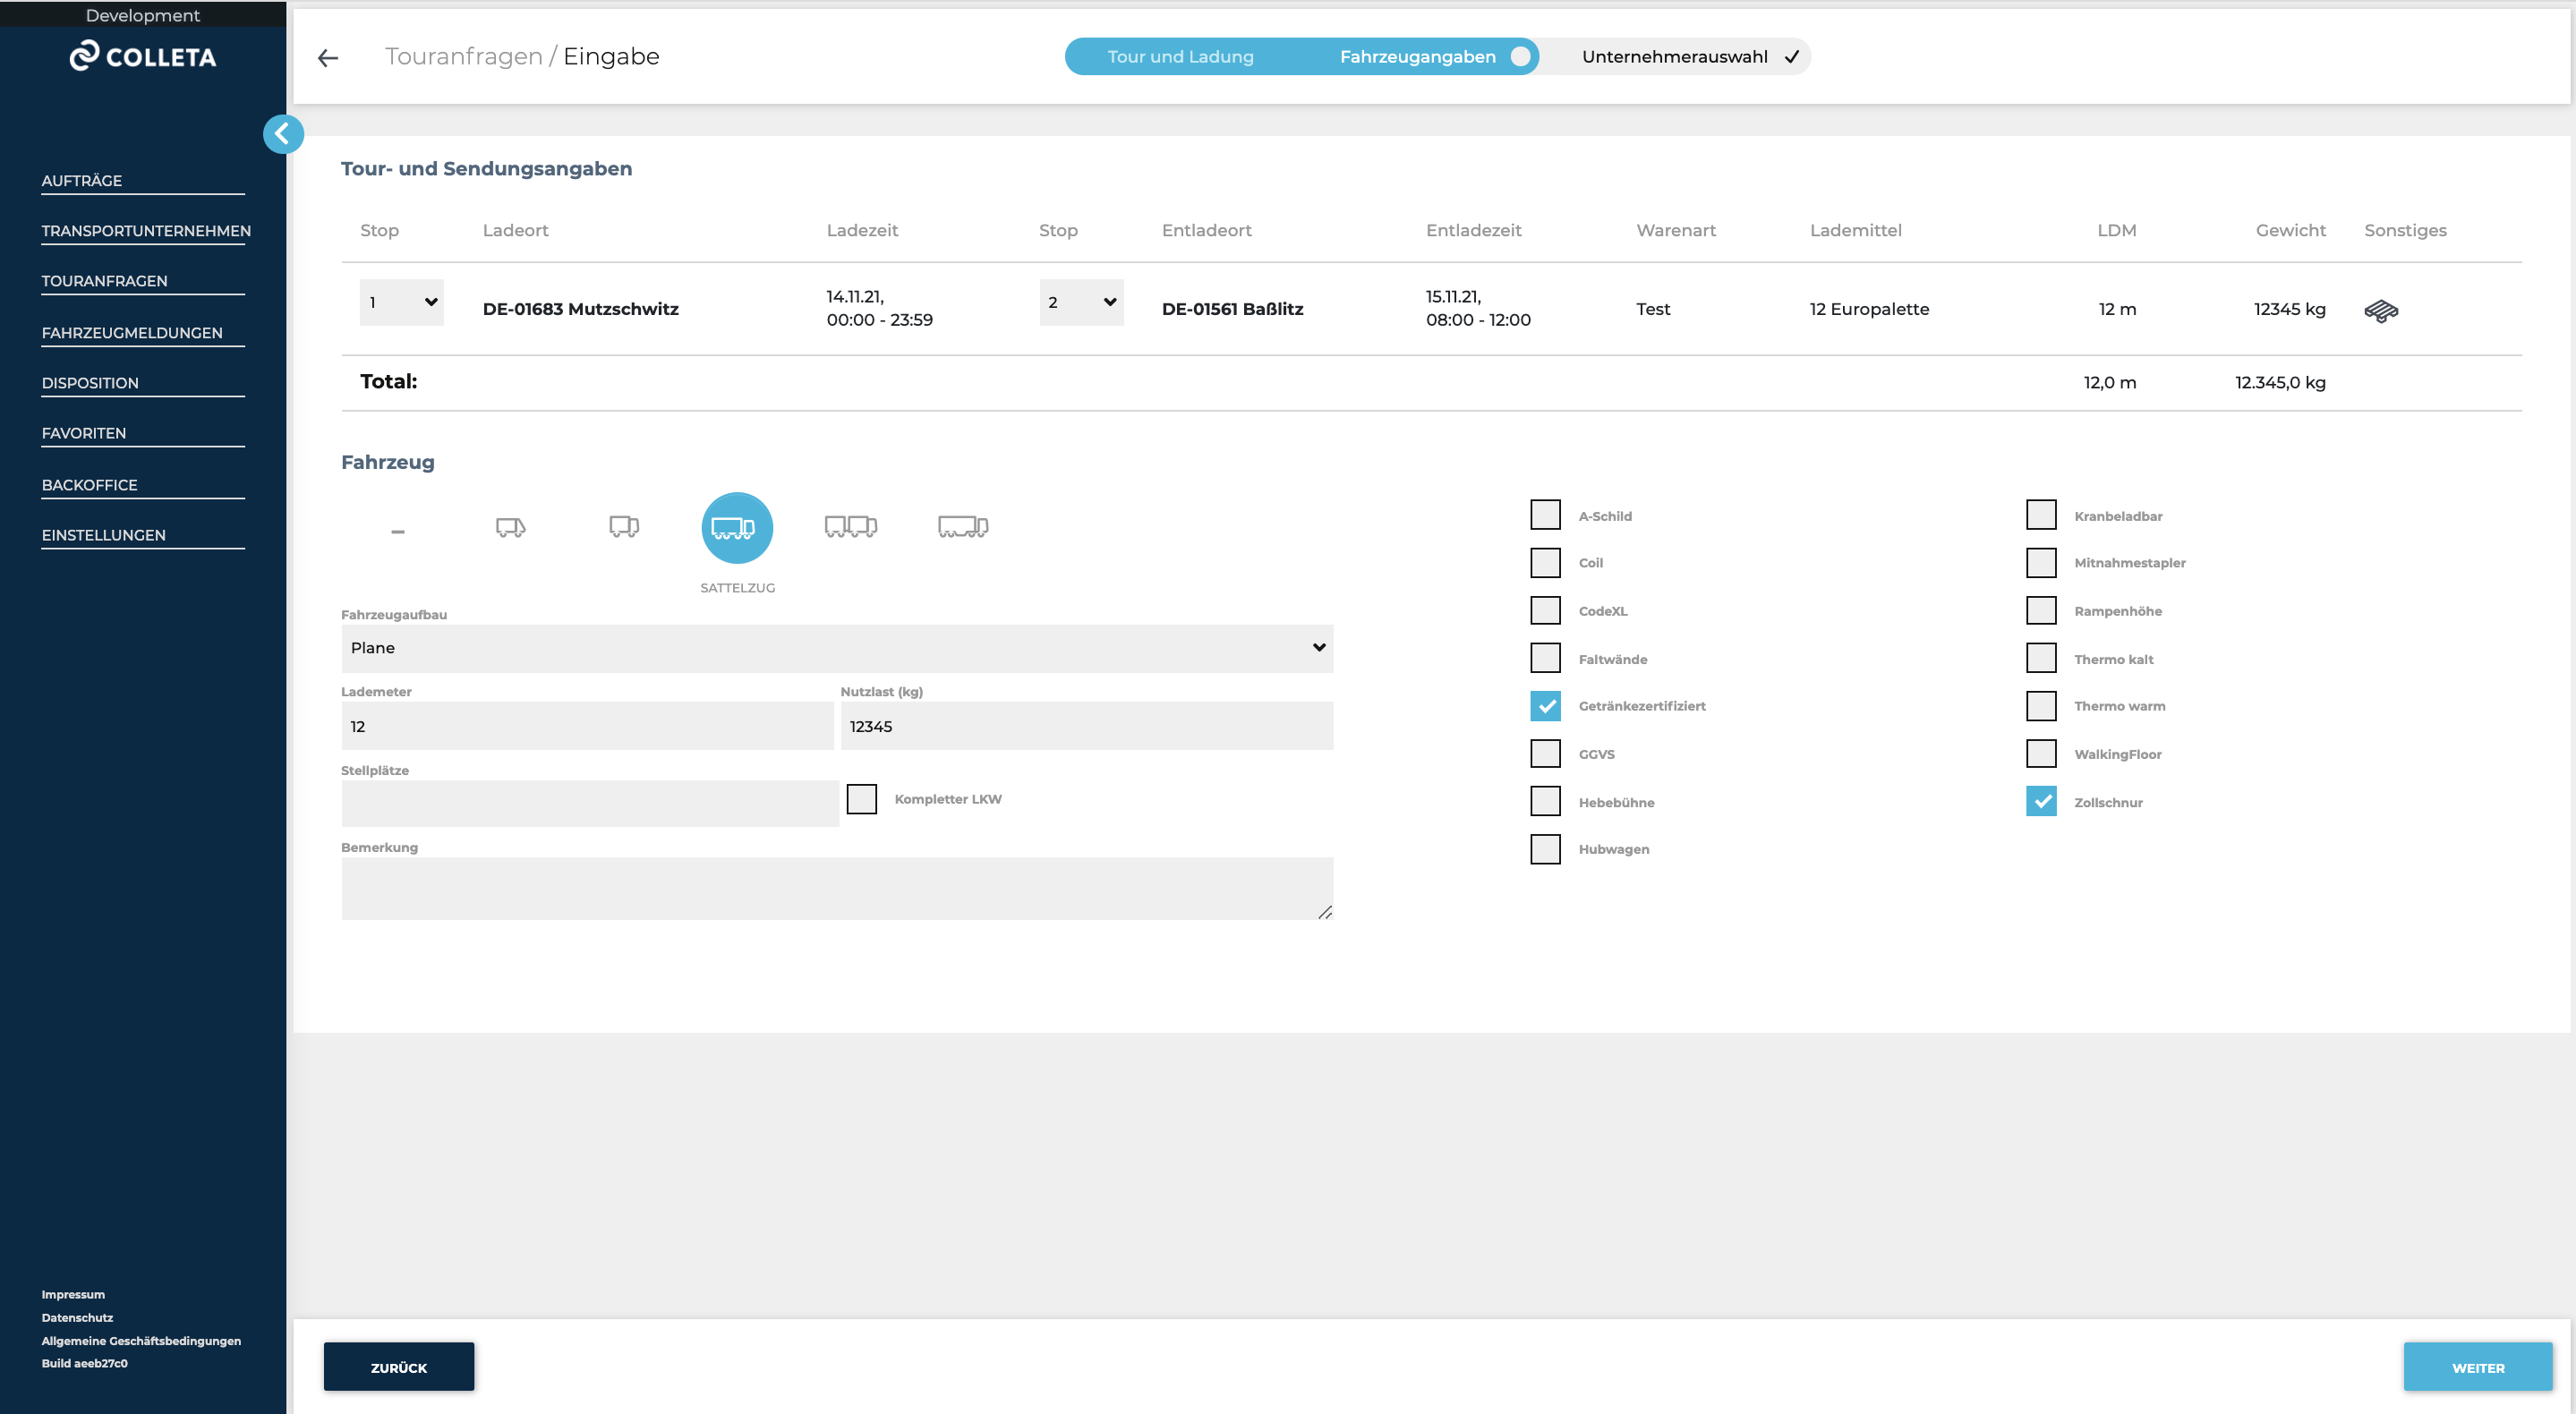 Development
COLLETA
AUFTRÄGE
TRANSPORTUNTERNEHMEN
TOURANFRAGEN
FAHRZEUGMELDUNGEN
DISPOSITION
FAVORITEN
BACKOFFICE
EINSTELLUNGEN
Impressum
Datenschutz
Allgemeine Geschäftsbedingungen
Build aeeb27c0
Touranfragen / Eingabe
Tour und Ladung Fahrzeugangaben Unternehmerauswahl
Tour- und Sendungsangaben
Stop Ladeort Ladezeit Stop Entladeort Entladezeit Warenart Lademittel LDM Gewicht Sonstiges
1 DE-01683 Mutzschwitz 14.11.21, 00:00 - 23:59 2 DE-01561 Baßlitz 15.11.21, 08:00 - 12:00 Test 12 Europalette 12 m 12345 kg
Total: 12,0 m 12.345,0 kg
Fahrzeug
–
SATTELZUG
Fahrzeugaufbau
Plane
Lademeter Nutzlast (kg)
12 12345
Stellplätze
Kompletter LKW
Bemerkung
A-Schild
Coil
CodeXL
Faltwände
Getränkezertifiziert
GGVS
Hebebühne
Hubwagen
Kranbeladbar
Mitnahmestapler
Rampenhöhe
Thermo kalt
Thermo warm
WalkingFloor
Zollschnur
ZURÜCK
WEITER